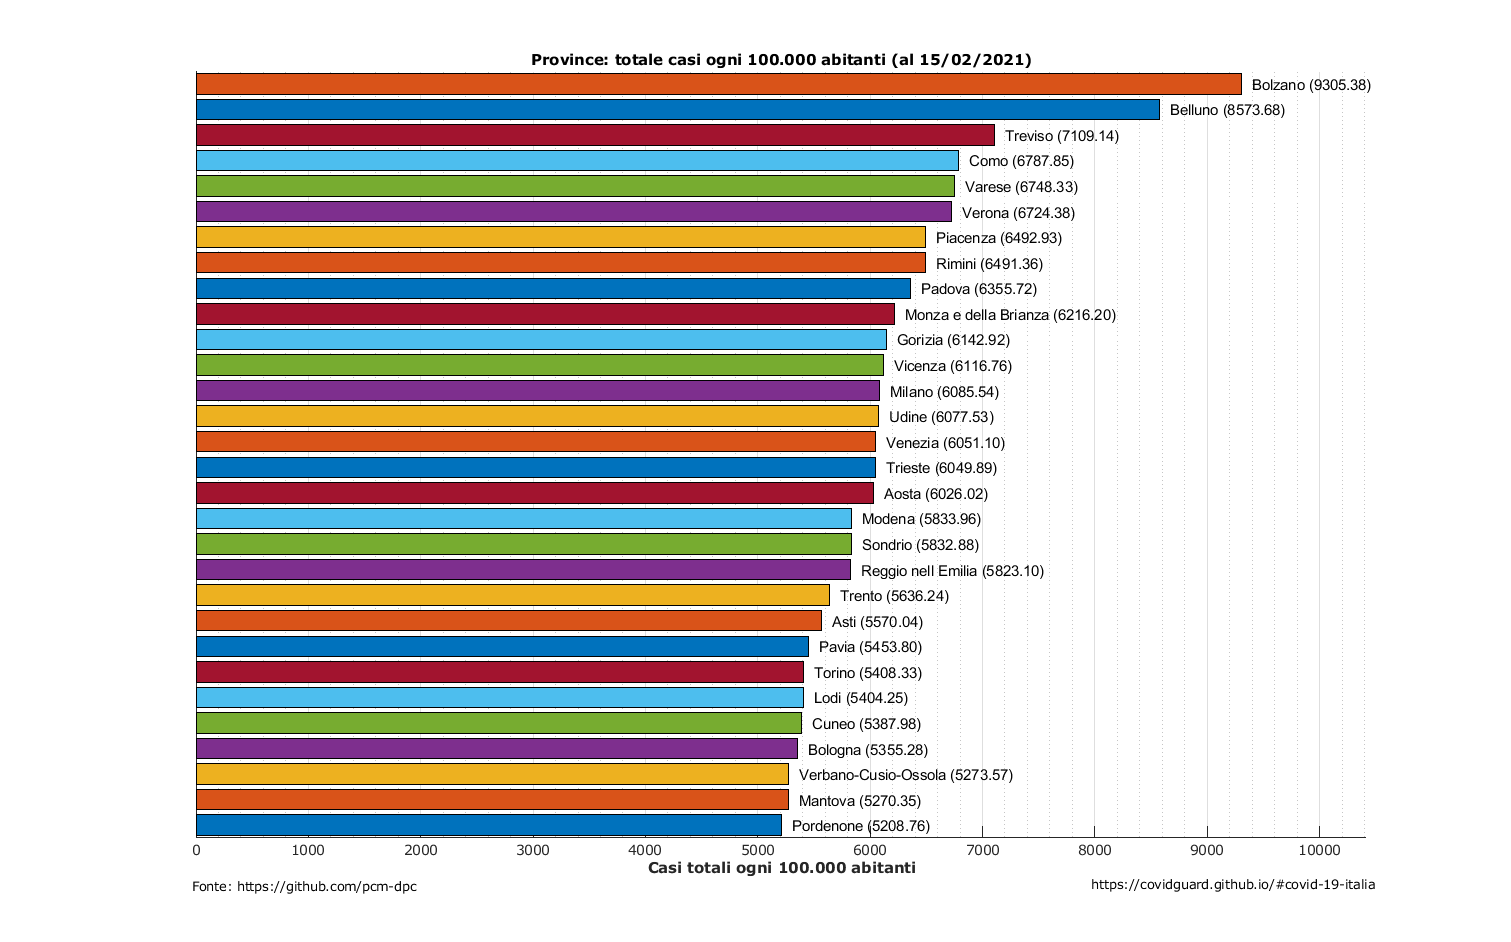 Province: totale casi ogni 100.000 abitanti (al 15/02/2021)
Bolzano (9305.38)
Belluno (8573.68)
Treviso (7109.14)
Como (6787.85)
Varese (6748.33)
Verona (6724.38)
Piacenza (6492.93)
Rimini (6491.36)
Padova (6355.72)
Monza e della Brianza (6216.20)
Gorizia (6142.92)
Vicenza (6116.76)
Milano (6085.54)
Udine (6077.53)
Venezia (6051.10)
Trieste (6049.89)
Aosta (6026.02)
Modena (5833.96)
Sondrio (5832.88)
Reggio nell Emilia (5823.10)
Trento (5636.24)
Asti (5570.04)
Pavia (5453.80)
Torino (5408.33)
Lodi (5404.25)
Cuneo (5387.98)
Bologna (5355.28)
Verbano-Cusio-Ossola (5273.57)
Mantova (5270.35)
Pordenone (5208.76)
0 1000 2000 3000 4000 5000 6000 7000 8000 9000 10000
Casi totali ogni 100.000 abitanti
Fonte: https://github.com/pcm-dpc
https://covidguard.github.io/#covid-19-italia